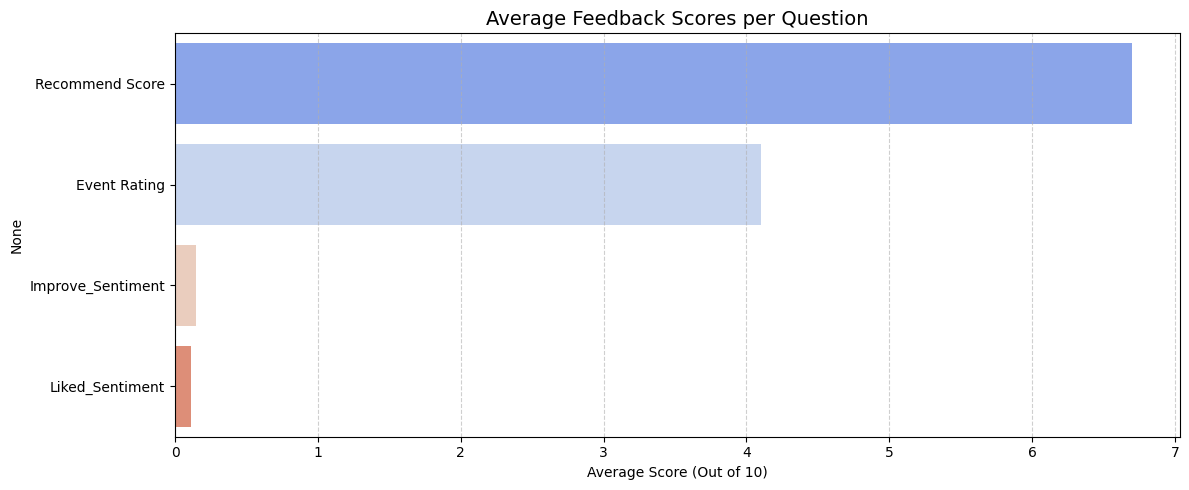 Average Feedback Scores per Question
Recommend Score
Event Rating
Improve_Sentiment
Liked_Sentiment
None
0 1 2 3 4 5 6 7
Average Score (Out of 10)